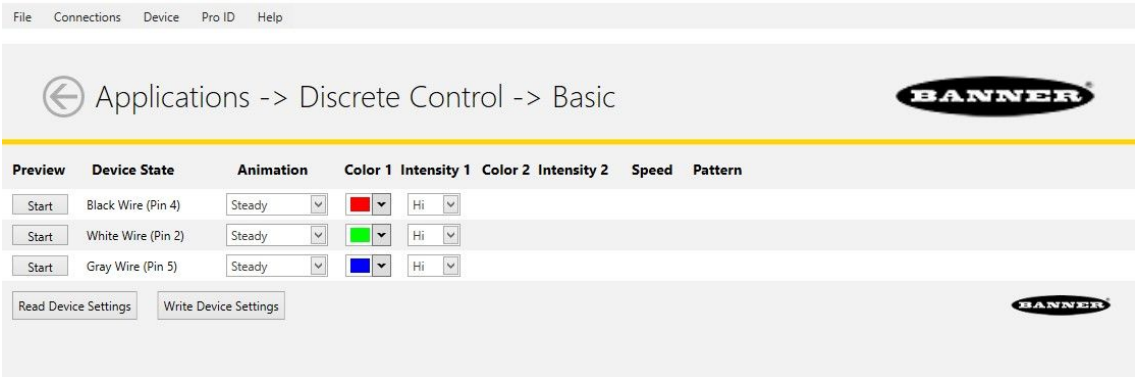 File Connections Device Pro ID Help
Applications -> Discrete Control -> Basic
BANNER
Preview Device State Animation Color 1 Intensity 1 Color 2 Intensity 2 Speed Pattern
Start Black Wire (Pin 4) Steady Hi
Start White Wire (Pin 2) Steady Hi
Start Gray Wire (Pin 5) Steady Hi
Read Device Settings Write Device Settings
BANNER